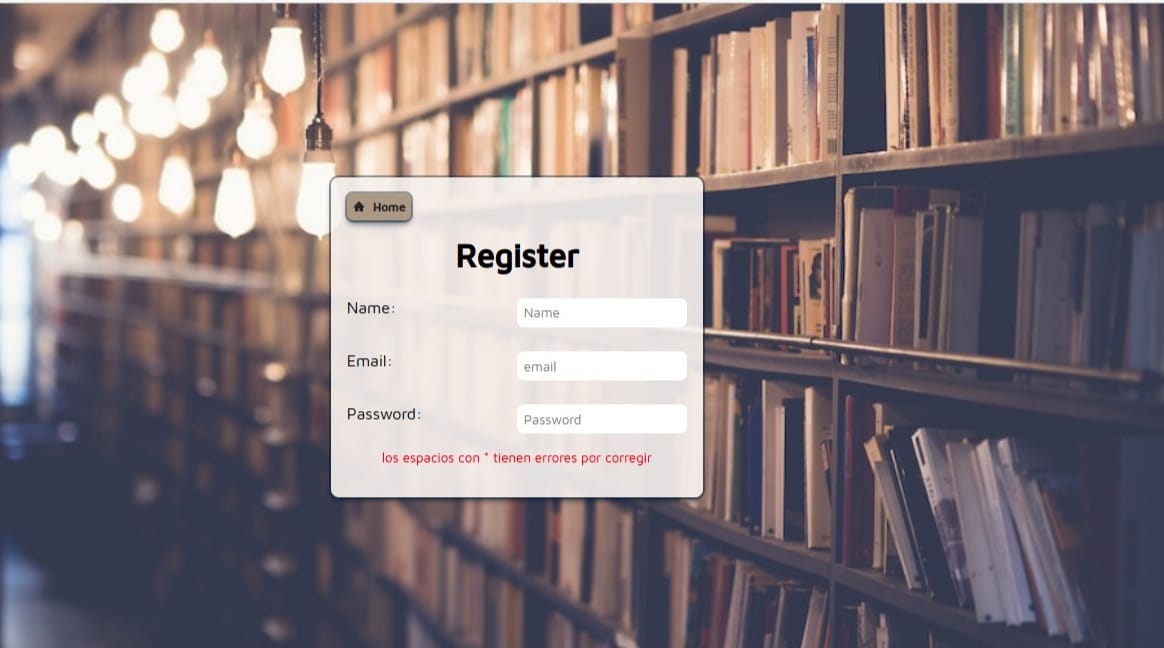 Home
Register
Name:
Name
Email:
email
Password:
Password
los espacios con * tienen errores por corregir